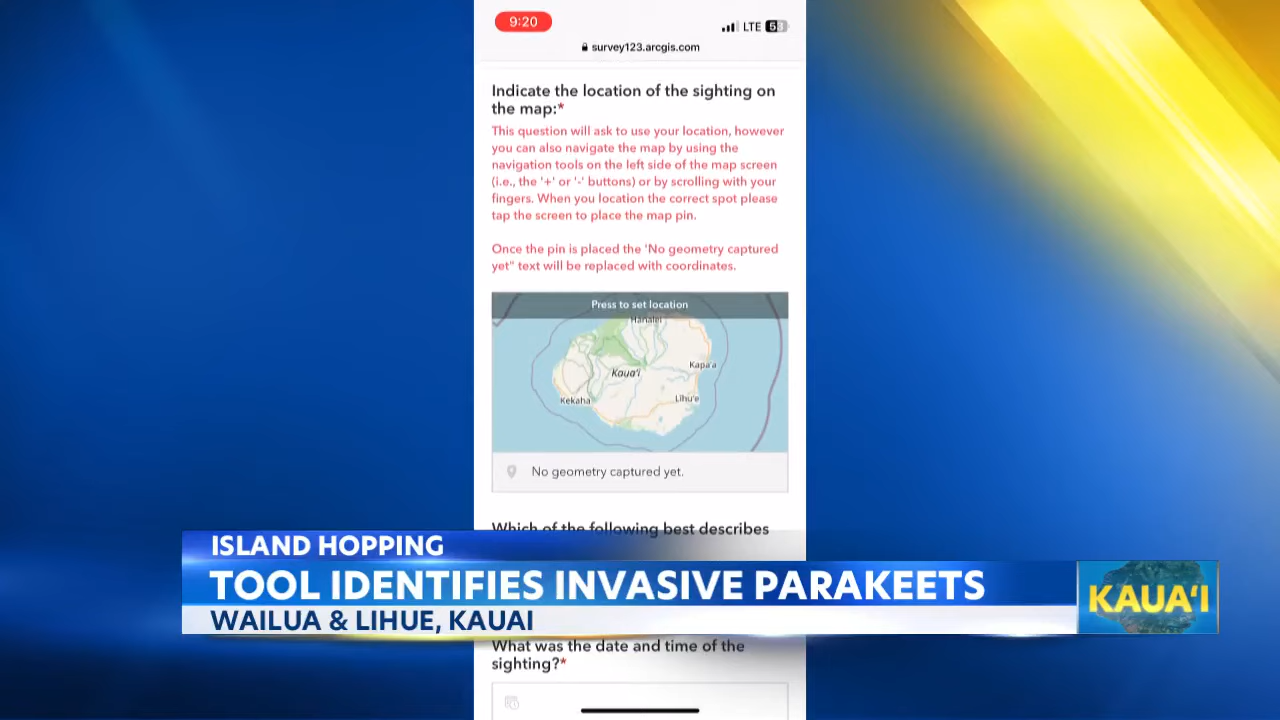 9:20
LTE
survey123.arcgis.com
Indicate the location of the sighting on
the map:*
This question will ask to use your location, however
you can also navigate the map by using the
navigation tools on the left side of the map screen
(i.e., the '+' or '-' buttons) or by scrolling with your
fingers. When you location the correct spot please
tap the screen to place the map pin.
Once the pin is placed the 'No geometry captured
yet" text will be replaced with coordinates.
Press to set location
Hanalei
Kapa'a
Kaua'i
Kekaha
Līhu'e
No geometry captured yet.
Which of the following best describes
ISLAND HOPPING
TOOL IDENTIFIES INVASIVE PARAKEETS
KAUA‘I
WAILUA & LIHUE, KAUAI
What was the date and time of the
sighting?*